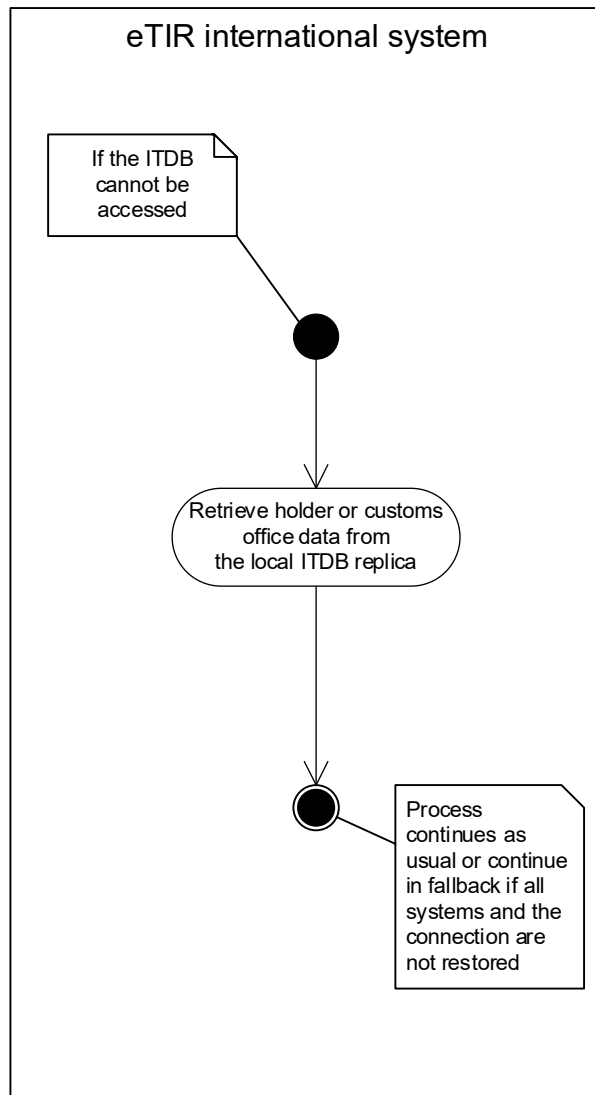 eTIR international system
If the ITDB
cannot be
accessed
Retrieve holder or customs
office data from
the local ITDB replica
Process
continues as
usual or continue
in fallback if all
systems and the
connection are
not restored